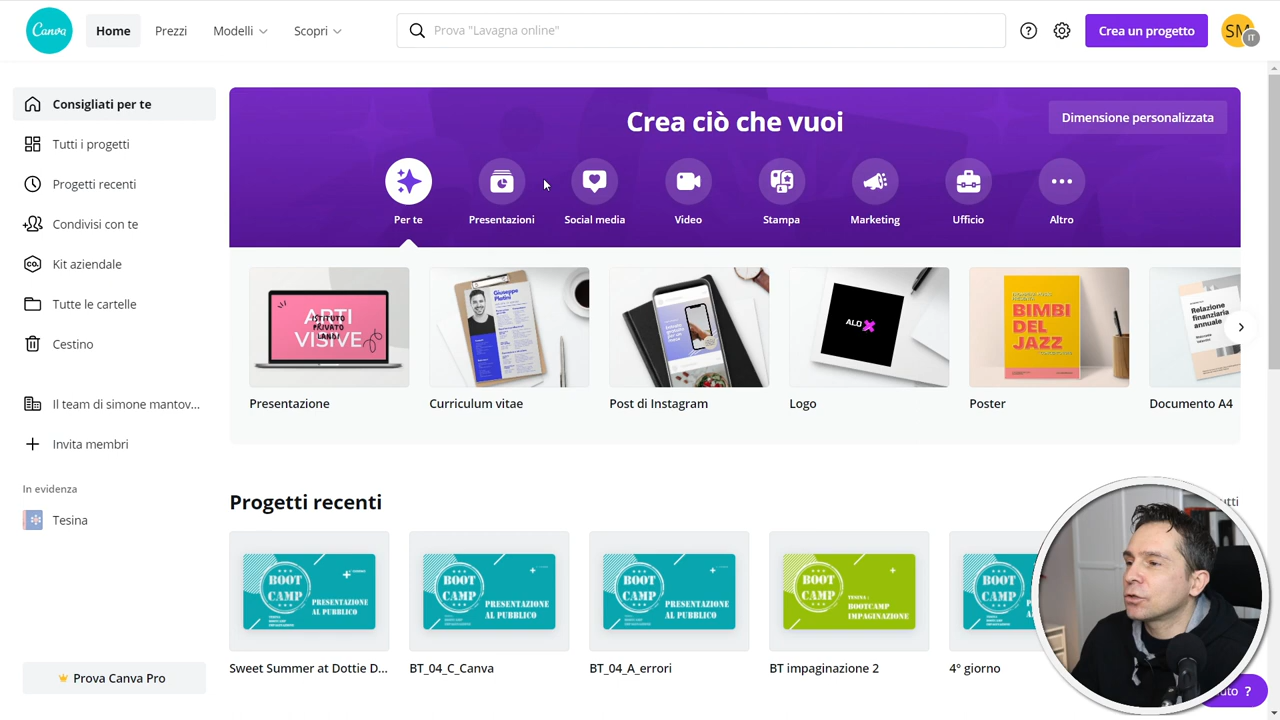 Canva
Home
Prezzi
Modelli
Scopri
Prova "Lavagna online"
Crea un progetto
SM
IT
Consigliati per te
Tutti i progetti
Progetti recenti
Condivisi con te
Kit aziendale
Tutte le cartelle
Cestino
Il team di simone mantov...
Invita membri
In evidenza
Tesina
Prova Canva Pro
Crea ciò che vuoi
Dimensione personalizzata
Per te
Presentazioni
Social media
Video
Stampa
Marketing
Ufficio
Altro
ARTI
VISIVE
ISTITUTO
PRIVATO
LANDI
Giuseppe
Platini
ALO X
BIMBI
DEL
JAZZ
Relazione
finanziaria
annuale
Presentazione
Curriculum vitae
Post di Instagram
Logo
Poster
Documento A4
Progetti recenti
BOOT
CAMP
PRESENTAZIONE
AL PUBBLICO
BOOT
CAMP
PRESENTAZIONE
AL PUBBLICO
BOOT
CAMP
PRESENTAZIONE
AL PUBBLICO
BOOT
CAMP
TESINA :
BOOTCAMP
IMPAGINAZIONE
BOOT
CAMP
Sweet Summer at Dottie D...
BT_04_C_Canva
BT_04_A_errori
BT impaginazione 2
4° giorno
uto ?